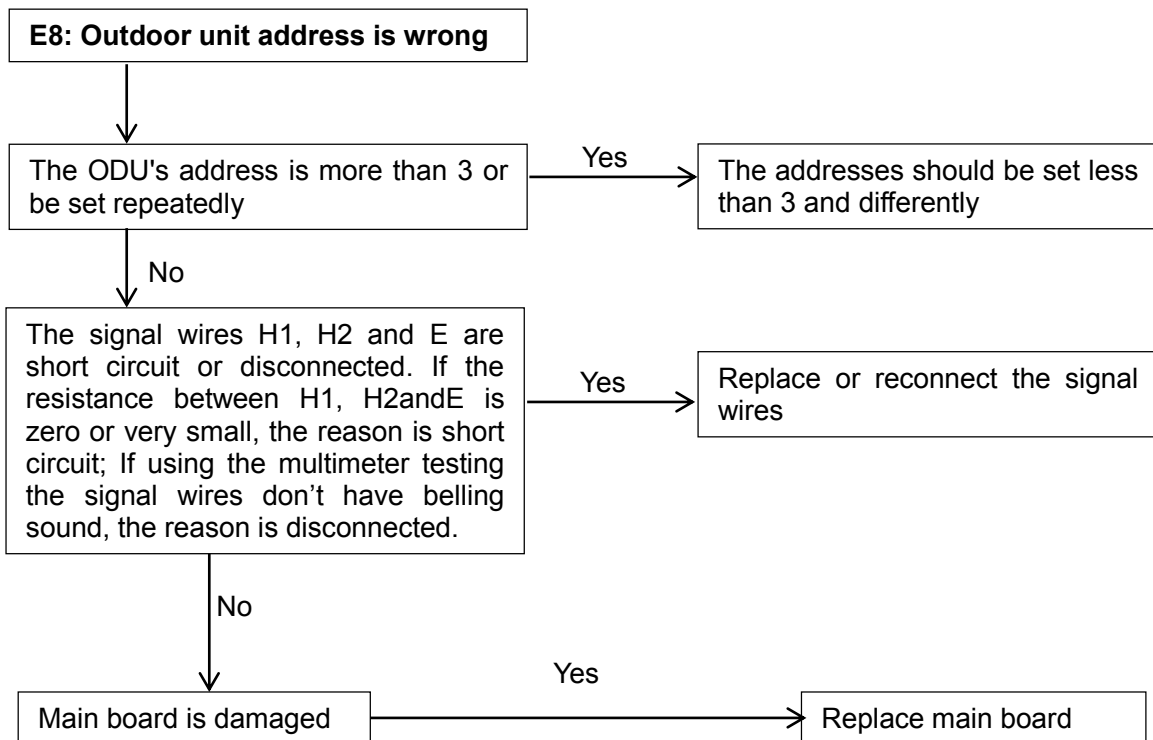 E8: Outdoor unit address is wrong
The ODU's address is more than 3 or
be set repeatedly
Yes
The addresses should be set less
than 3 and differently
No
The signal wires H1, H2 and E are
short circuit or disconnected. If the
resistance between H1, H2andE is
zero or very small, the reason is short
circuit; If using the multimeter testing
the signal wires don’t have belling
sound, the reason is disconnected.
Yes
Replace or reconnect the signal
wires
No
Main board is damaged
Yes
Replace main board